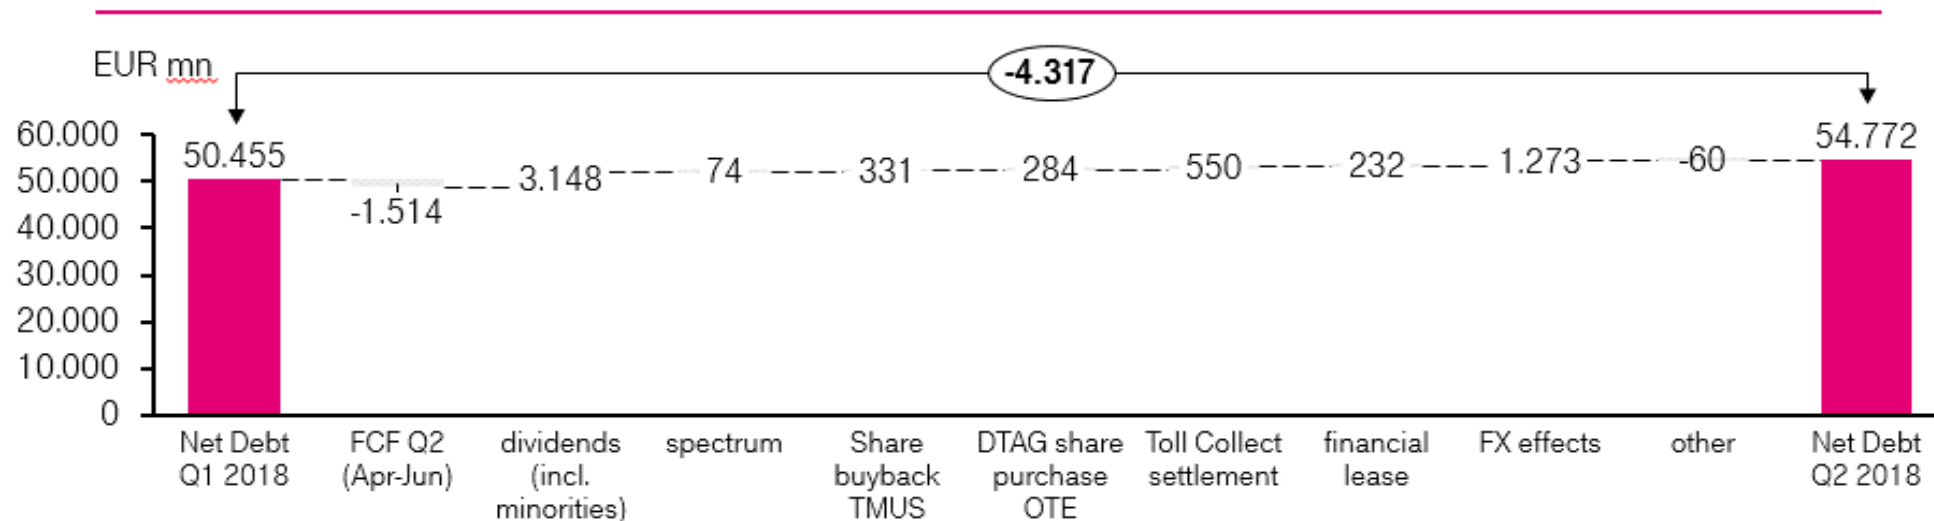 EUR mn
-4.317
60.000
50.000
40.000
30.000
20.000
10.000
0
50.455
-1.514
3.148
74
331
284
550
232
1.273
-60
54.772
Net Debt
Q1 2018
FCF Q2
(Apr-Jun)
dividends
(incl.
minorities)
spectrum
Share
buyback
TMUS
DTAG share
purchase
OTE
Toll Collect
settlement
financial
lease
FX effects
other
Net Debt
Q2 2018